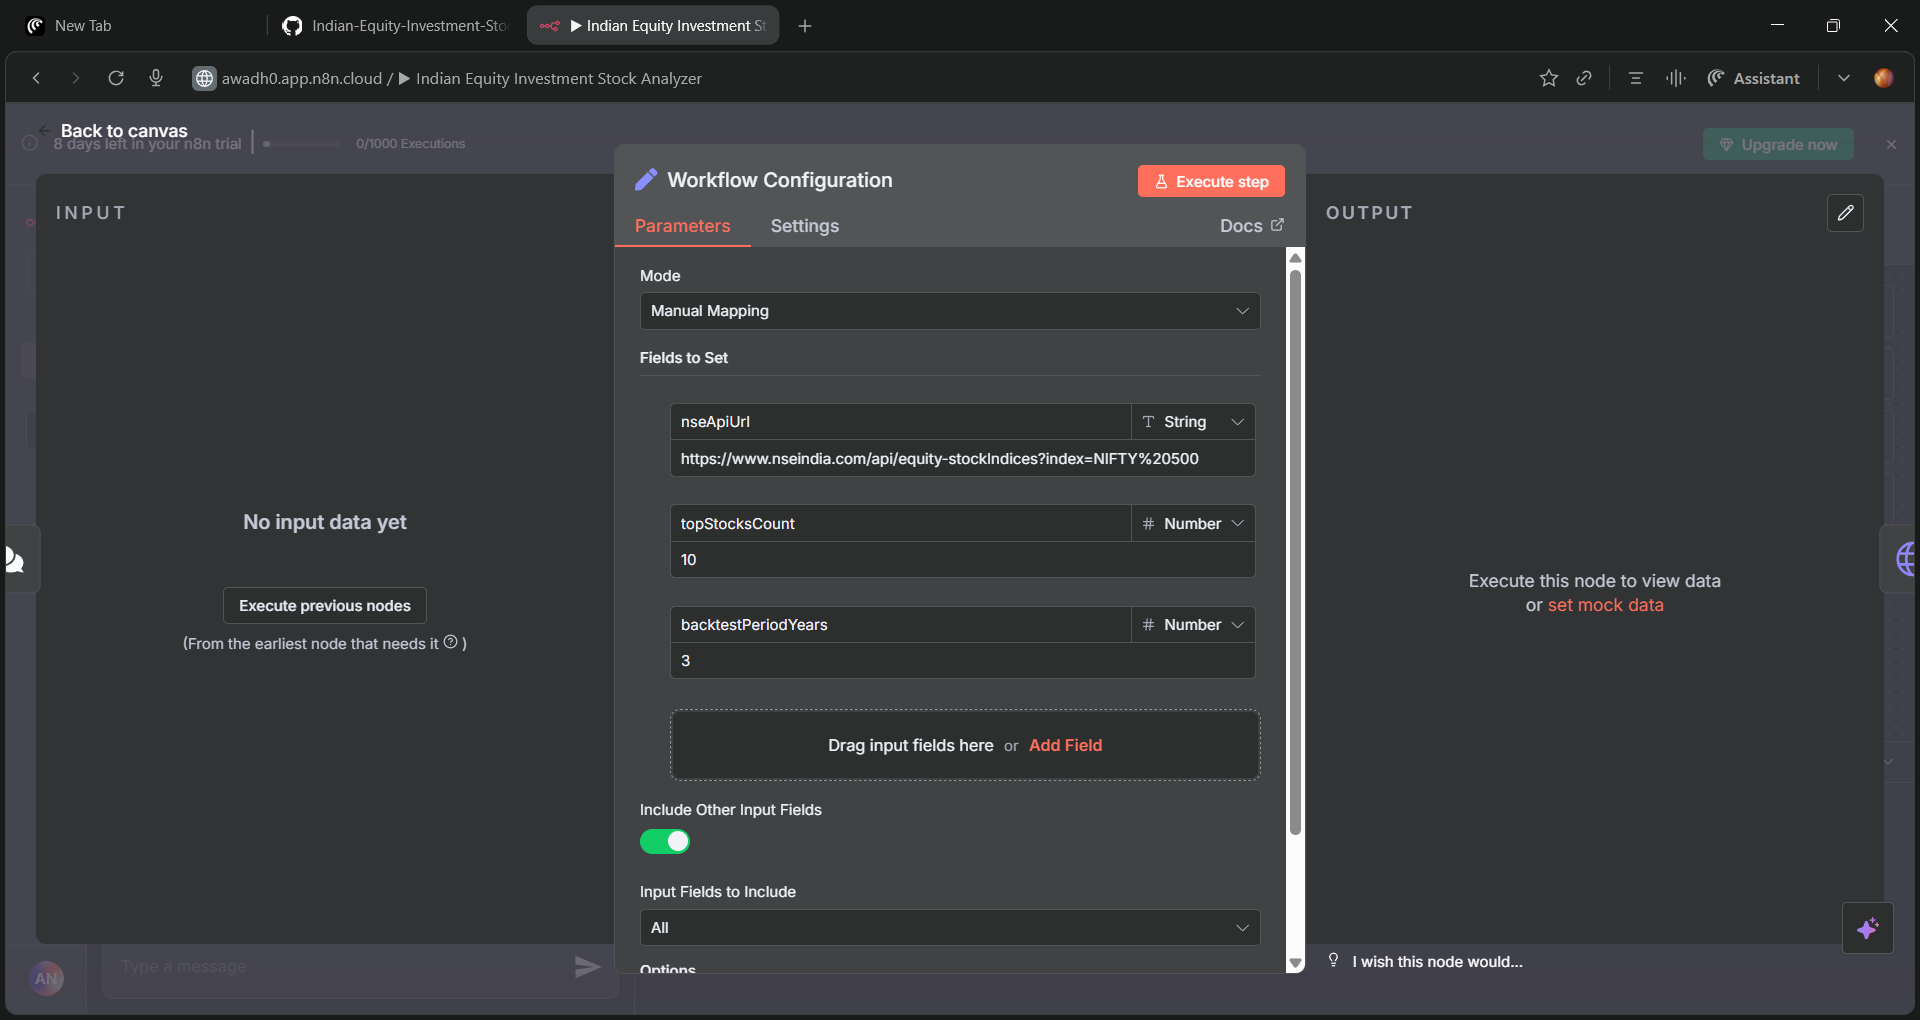 New Tab
Indian-Equity-Investment-Sto
▶ Indian Equity Investment St
awadh0.app.n8n.cloud / ▶ Indian Equity Investment Stock Analyzer
Assistant
Back to canvas
8 days left in your n8n trial
0/1000 Executions
Upgrade now
INPUT
No input data yet
Execute previous nodes
(From the earliest node that needs it ? )
Workflow Configuration
Execute step
Parameters
Settings
Docs
Mode
Manual Mapping
Fields to Set
nseApiUrl
T String
https://www.nseindia.com/api/equity-stockIndices?index=NIFTY%20500
topStocksCount
# Number
10
backtestPeriodYears
# Number
3
Drag input fields here or Add Field
Include Other Input Fields
Input Fields to Include
All
Options
OUTPUT
Execute this node to view data
or set mock data
I wish this node would...
AN
Type a message